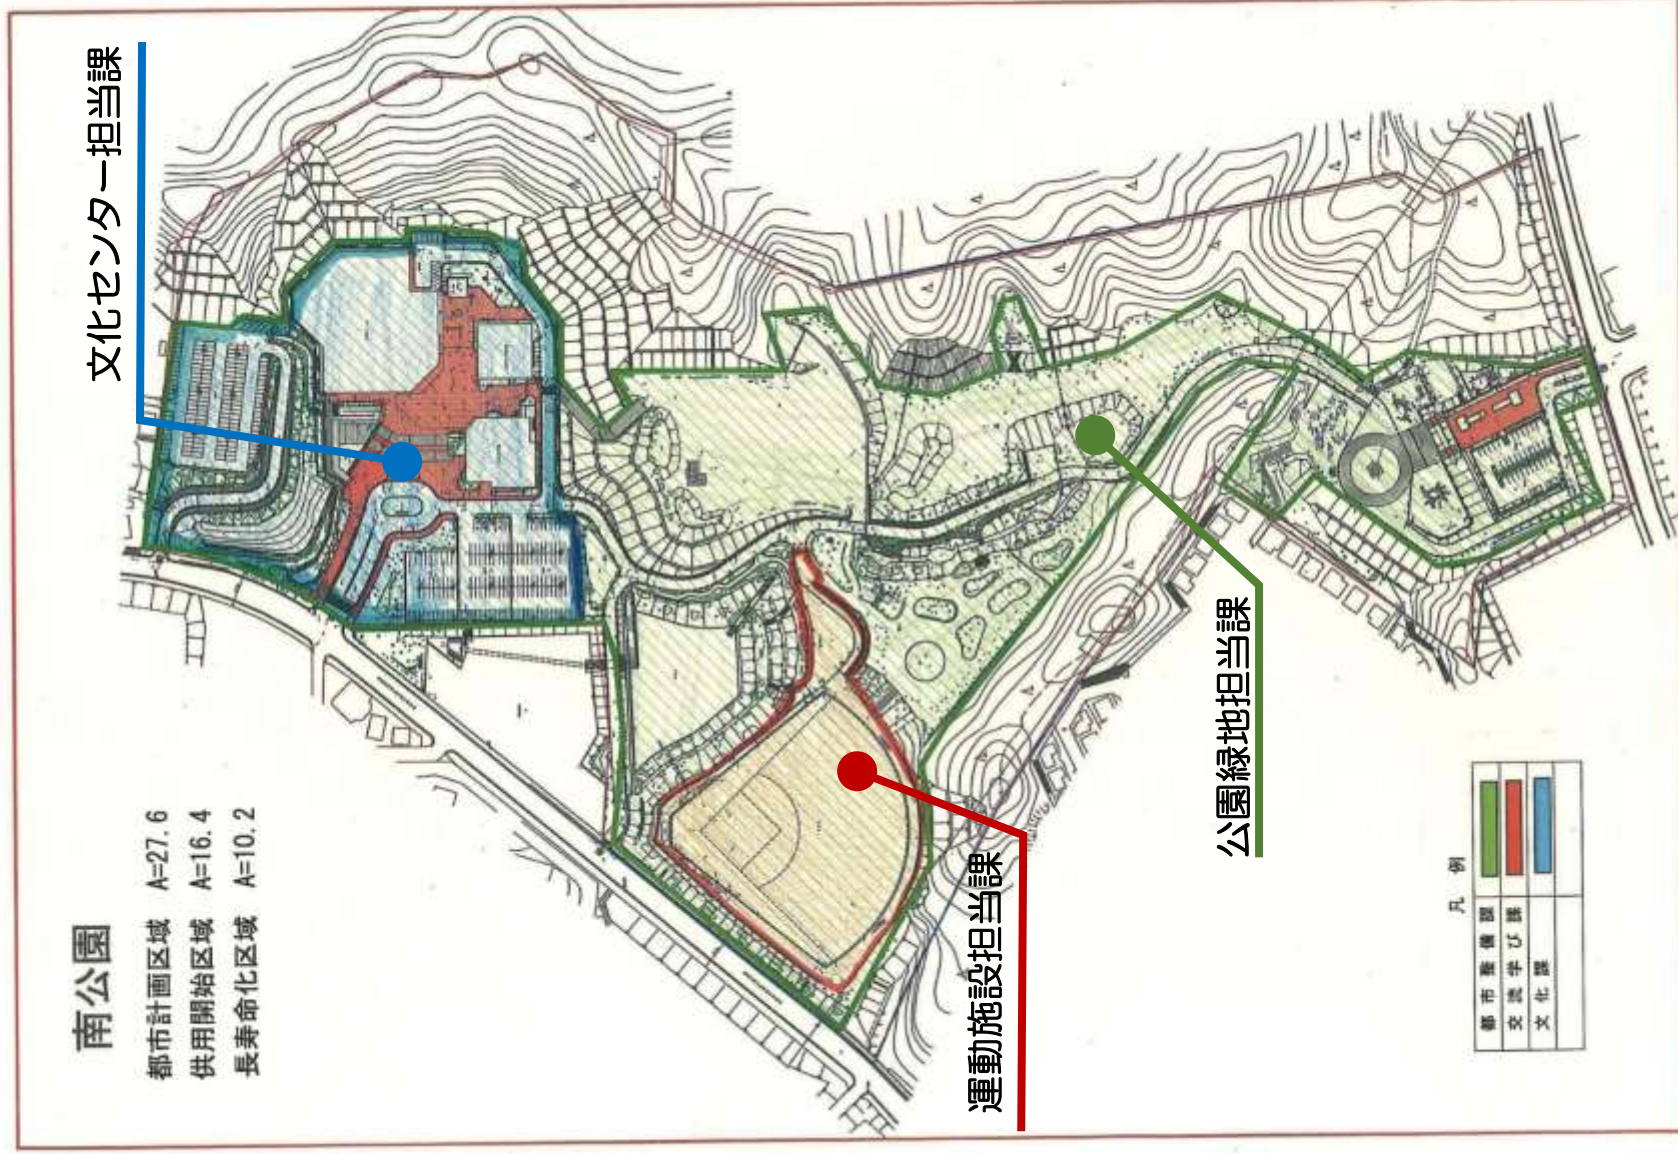 南公園
都市計画区域 A=27.6
供用開始区域 A=16.4
長寿命化区域 A=10.2
文化センター担当課
運動施設担当課
公園緑地担当課
凡例
都市整備課
交流学び課
文化課